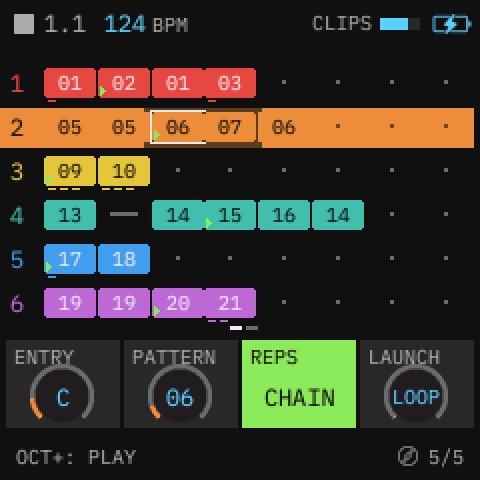 1.1 124 BPM CLIPS
1 01 02 01 03
2 05 05 06 07 06
3 09 10
4 13 — 14 15 16 14
5 17 18
6 19 19 20 21
ENTRY PATTERN REPS LAUNCH
C 06 CHAIN LOOP
OCT+: PLAY 5/5